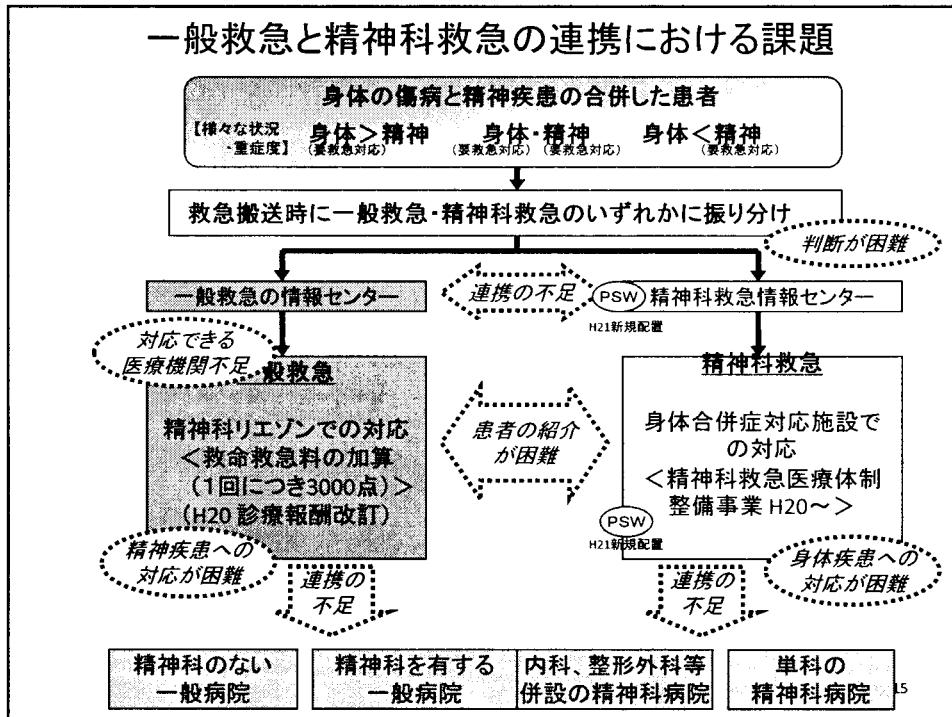 一般救急と精神科救急の連携における課題
身体の傷病と精神疾患の合併した患者
【様々な状況
・重症度】
身体＞精神
(要救急対応)
身体・精神
(要救急対応) (要救急対応)
身体＜精神
(要救急対応)
救急搬送時に一般救急・精神科救急のいずれかに振り分け
判断が困難
一般救急の情報センター
連携の不足
PSW
精神科救急情報センター
H21新規配置
対応できる
医療機関不足
一般救急
精神科リエゾンでの対応
＜救命救急料の加算
（１回につき3000点）＞
(H20 診療報酬改訂)
精神疾患への
対応が困難
患者の紹介
が困難
精神科救急
身体合併症対応施設で
の対応
＜精神科救急医療体制
整備事業 H20～＞
PSW
H21新規配置
身体疾患への
対応が困難
連携の
不足
連携の
不足
精神科のない
一般病院
精神科を有する
一般病院
内科、整形外科等
併設の精神科病院
単科の
精神科病院
15